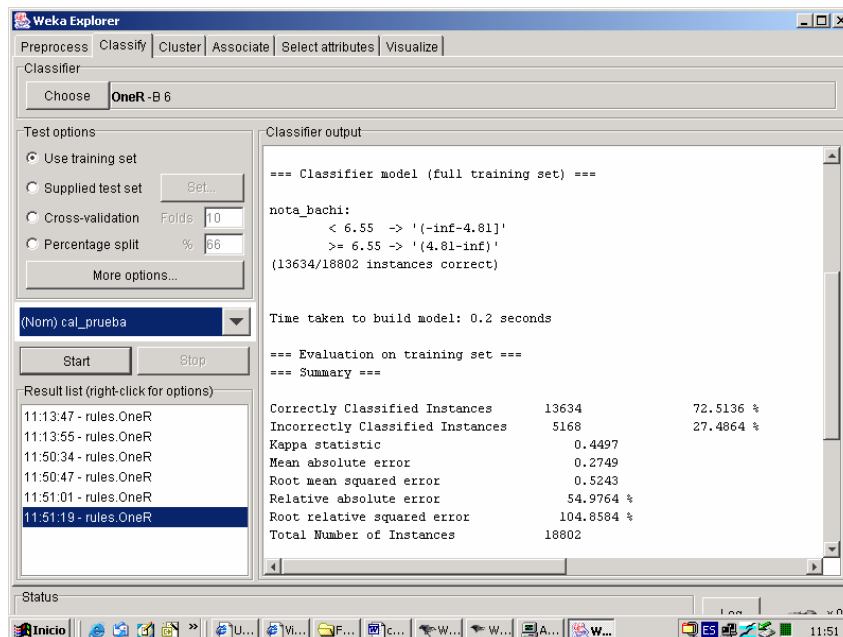 Weka Explorer
Preprocess Classify Cluster Associate Select attributes Visualize
Classifier
Choose OneR -B 6
Test options
Use training set
Supplied test set Set...
Cross-validation Folds 10
Percentage split % 66
More options...
(Nom) cal_prueba
Start Stop
Result list (right-click for options)
11:13:47 - rules.OneR
11:13:55 - rules.OneR
11:50:34 - rules.OneR
11:50:47 - rules.OneR
11:51:01 - rules.OneR
11:51:19 - rules.OneR
Classifier output
=== Classifier model (full training set) ===
nota_bachi:
< 6.55 -> '(-inf-4.81]'
>= 6.55 -> '(4.81-inf)'
(13634/18802 instances correct)
Time taken to build model: 0.2 seconds
=== Evaluation on training set ===
=== Summary ===
Correctly Classified Instances 13634 72.5136 %
Incorrectly Classified Instances 5168 27.4864 %
Kappa statistic 0.4497
Mean absolute error 0.2749
Root mean squared error 0.5243
Relative absolute error 54.9764 %
Root relative squared error 104.8584 %
Total Number of Instances 18802
Status
Log x 0
Inicio » U... Vi... F... c... W... W... A... W... ES 11:51